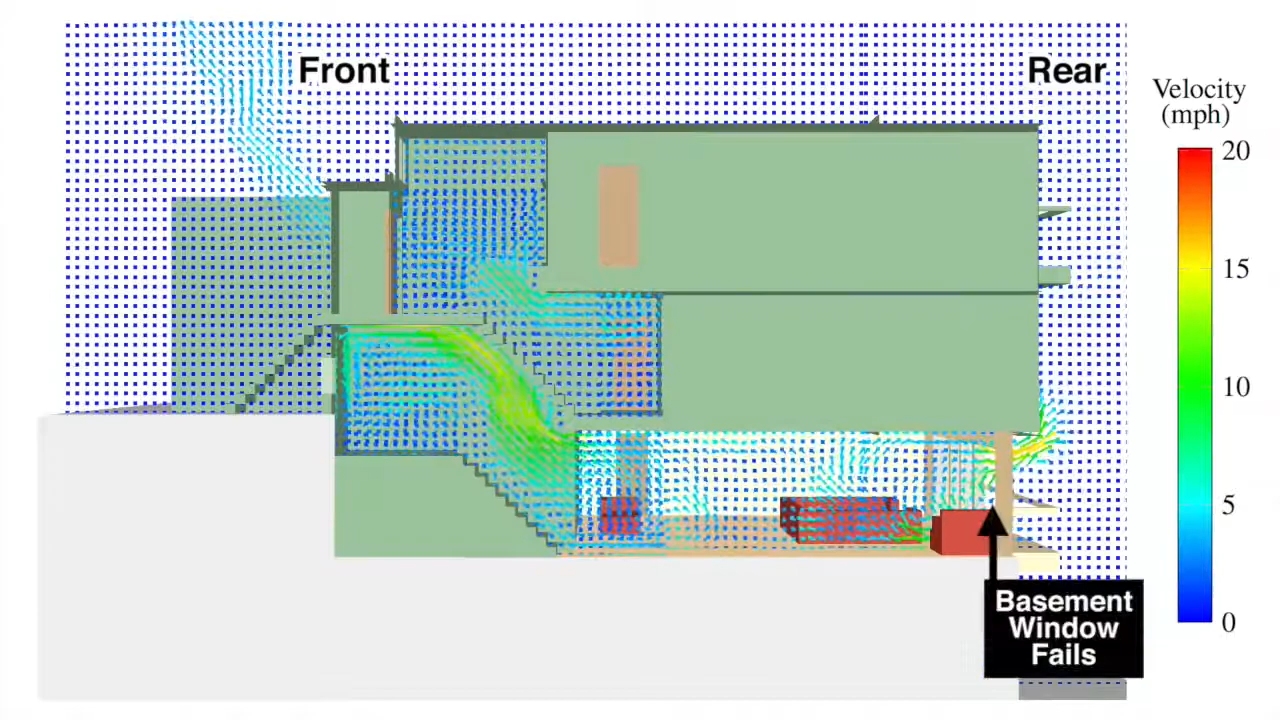 Front
Rear
Velocity
(mph)
20
15
10
5
0
Basement
Window
Fails